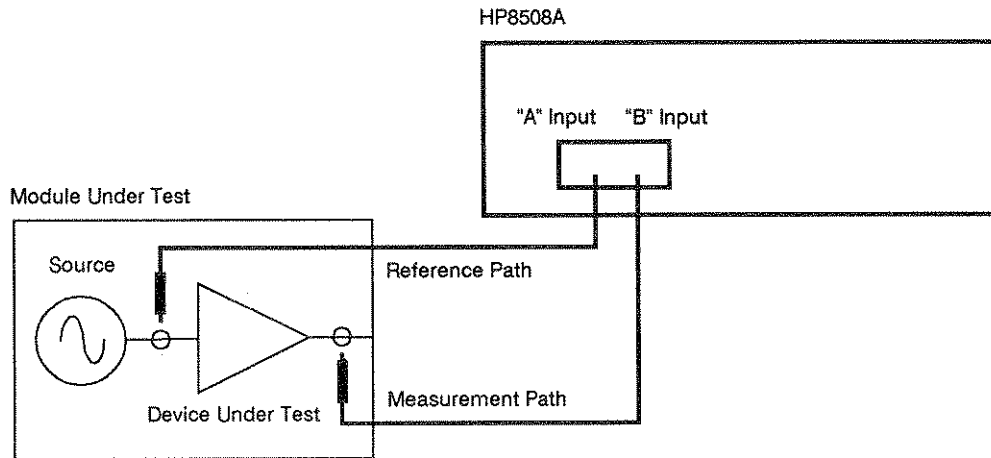 HP8508A
"A" Input "B" Input
Module Under Test
Source
Reference Path
Device Under Test
Measurement Path